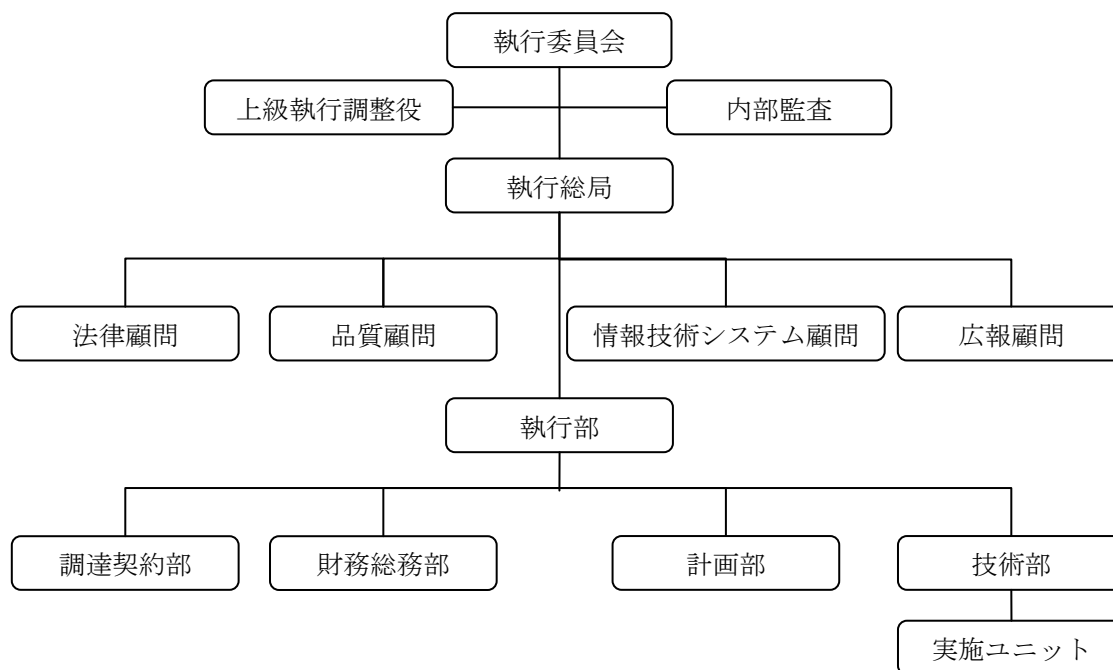 執行委員会
上級執行調整役
内部監査
執行総局
法律顧問
品質顧問
情報技術システム顧問
広報顧問
執行部
調達契約部
財務総務部
計画部
技術部
実施ユニット